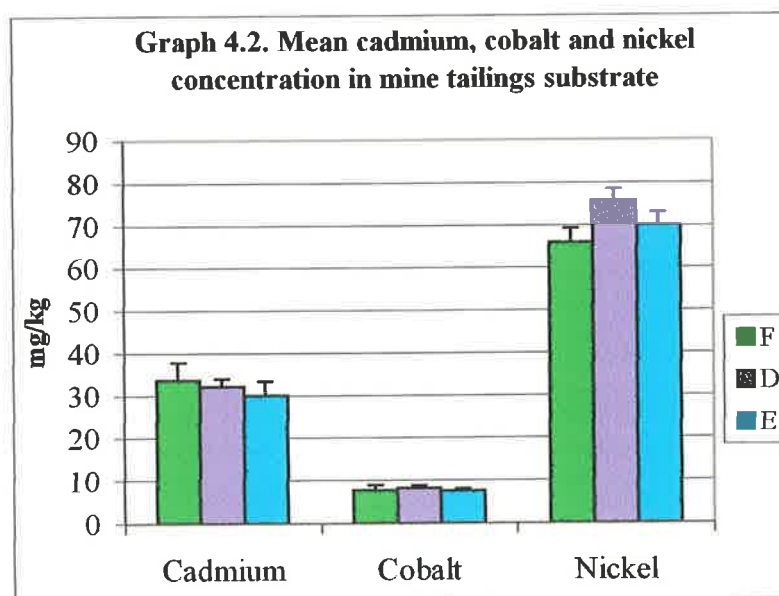 Graph 4.2. Mean cadmium, cobalt and nickel
concentration in mine tailings substrate
90
80
70
60
50
40
30
20
10
0
mg/kg
Cadmium
Cobalt
Nickel
F
D
E